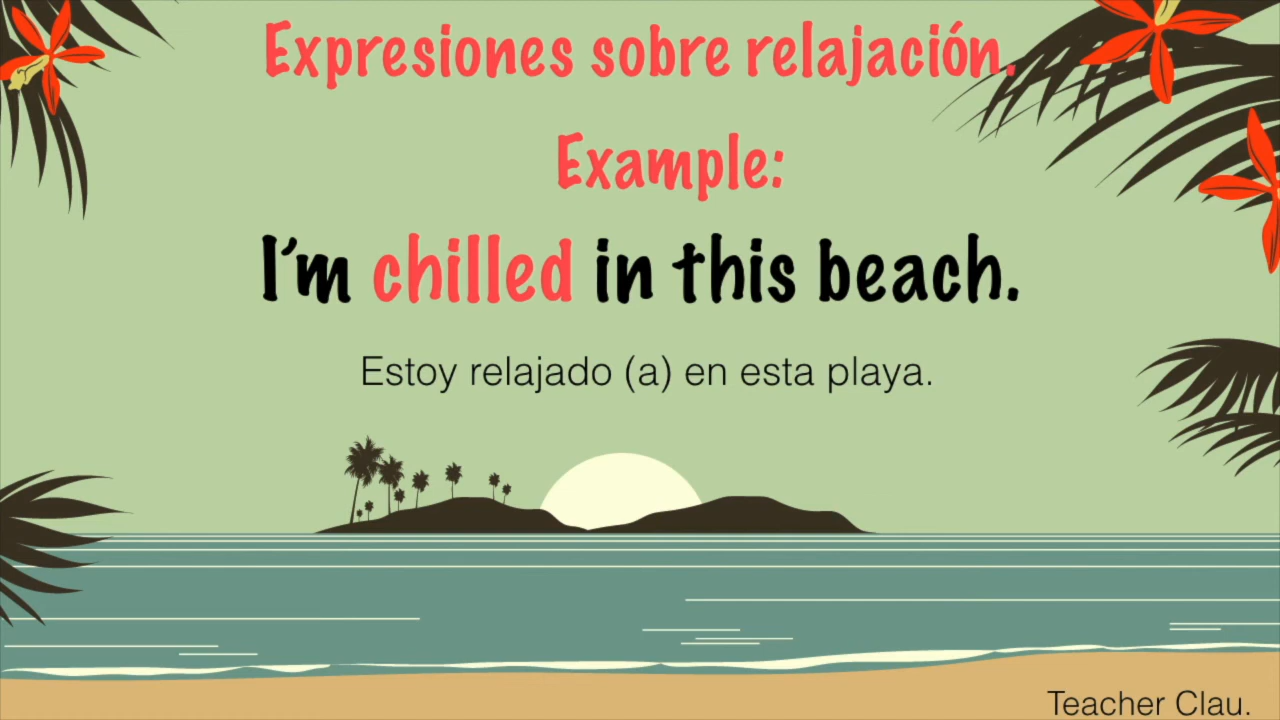 Expresiones sobre relajación.
Example:
I'm chilled in this beach.
Estoy relajado (a) en esta playa.
Teacher Clau.